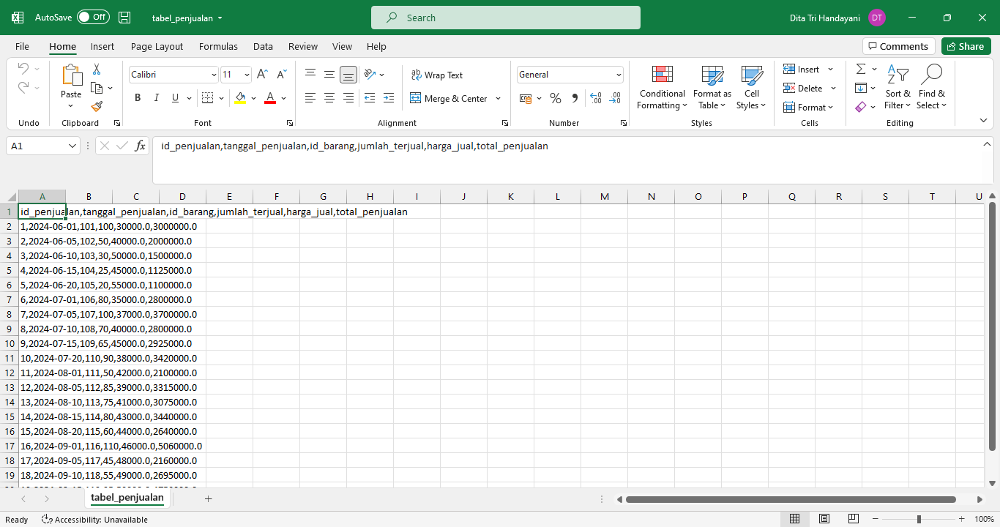 AutoSave Off tabel_penjualan Search Dita Tri Handayani DT
File Home Insert Page Layout Formulas Data Review View Help Comments Share
Calibri 11 Wrap Text General Insert
Paste B I U A Merge & Center % Conditional Formatting Format as Table Cell Styles Delete Sort & Filter Find & Select
Format
Undo Clipboard Font Alignment Number Styles Cells Editing
A1 fx id_penjualan,tanggal_penjualan,id_barang,jumlah_terjual,harga_jual,total_penjualan
A B C D E F G H I J K L M N O P Q R S T U
1 id_penjualan,tanggal_penjualan,id_barang,jumlah_terjual,harga_jual,total_penjualan
2 1,2024-06-01,101,100,30000.0,3000000.0
3 2,2024-06-05,102,50,40000.0,2000000.0
4 3,2024-06-10,103,30,50000.0,1500000.0
5 4,2024-06-15,104,25,45000.0,1125000.0
6 5,2024-06-20,105,20,55000.0,1100000.0
7 6,2024-07-01,106,80,35000.0,2800000.0
8 7,2024-07-05,107,100,37000.0,3700000.0
9 8,2024-07-10,108,70,40000.0,2800000.0
10 9,2024-07-15,109,65,45000.0,2925000.0
11 10,2024-07-20,110,90,38000.0,3420000.0
12 11,2024-08-01,111,50,42000.0,2100000.0
13 12,2024-08-05,112,85,39000.0,3315000.0
14 13,2024-08-10,113,75,41000.0,3075000.0
15 14,2024-08-15,114,80,43000.0,3440000.0
16 15,2024-08-20,115,60,44000.0,2640000.0
17 16,2024-09-01,116,110,46000.0,5060000.0
18 17,2024-09-05,117,45,48000.0,2160000.0
19 18,2024-09-10,118,55,49000.0,2695000.0
tabel_penjualan
Ready Accessibility: Unavailable 100%